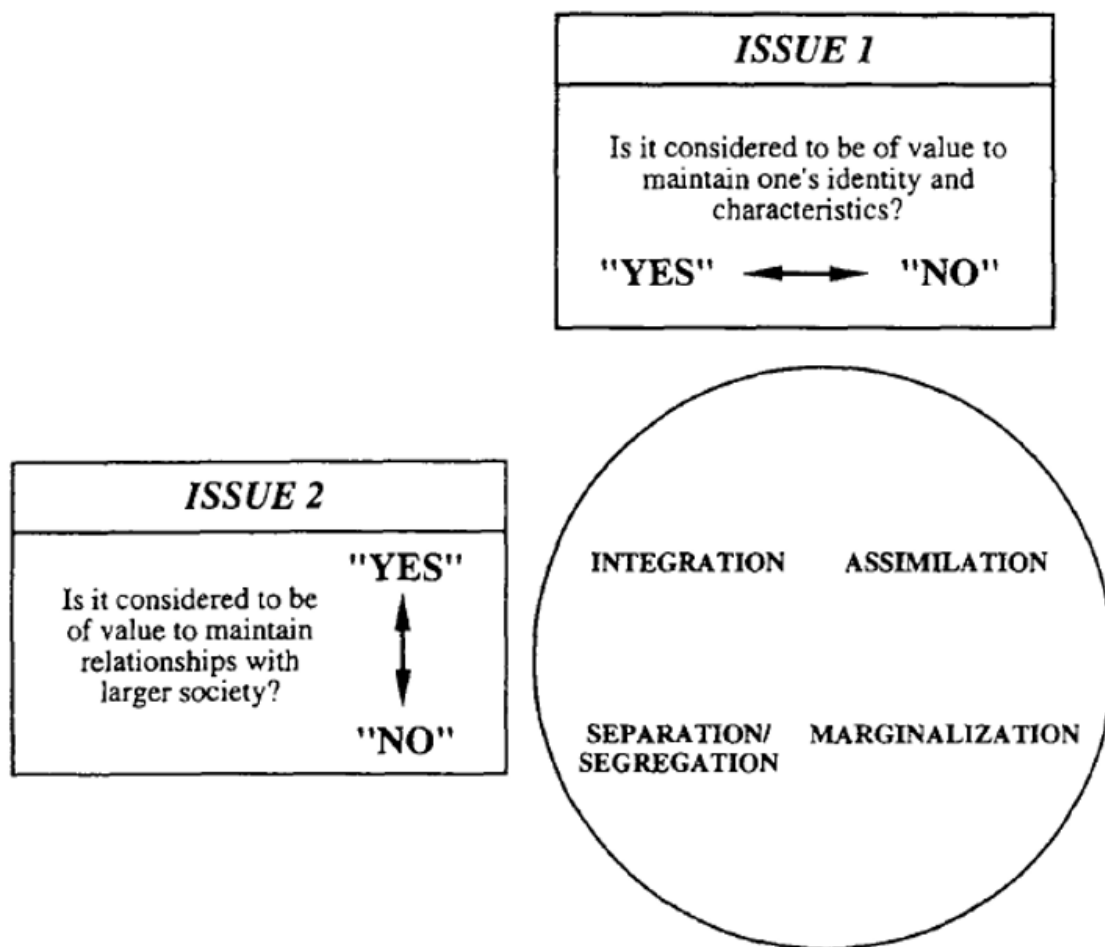 ISSUE 1
Is it considered to be of value to
maintain one's identity and
characteristics?
"YES" "NO"
ISSUE 2
"YES"
Is it considered to be
of value to maintain
relationships with
larger society?
"NO"
INTEGRATION ASSIMILATION
SEPARATION/ MARGINALIZATION
SEGREGATION